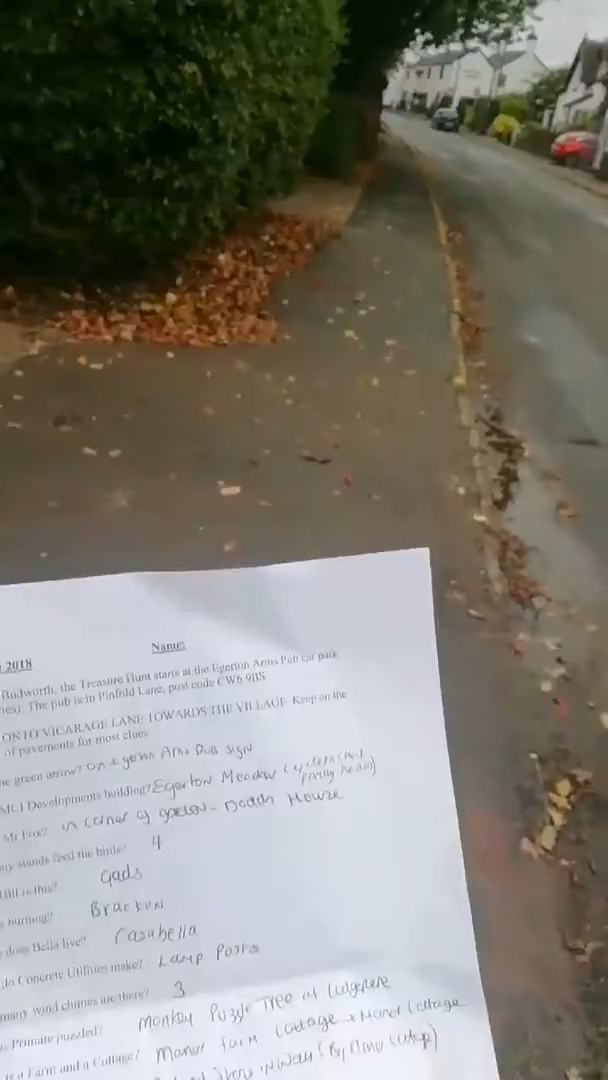 2018
Name:
Budworth, the Treasure Hunt starts at the Egerton Arms Pub car park
The pub is in Pinfold Lane, post code CW6 9BS
ONTO VICARAGE LANE TOWARDS THE VILLAGE Keep on the
of pavements for most clues
green arrow? On Egerton Arms Pub sign
MCI Developments building? Egerton Meadow (
partly hidden)
Mr Fox? in corner of garden - Dodds House
stands feed the birds? 4
Hill is this? Gads
hurtling? Bracken
does Bella live? Casabella
do Concrete Utilities make? Lamp Posts
many wind chimes are there? 3
Primate puzzled? Monkey Puzzle Tree at
is a Farm and a Cottage? Manor Farm Cottage + Manor Cottage